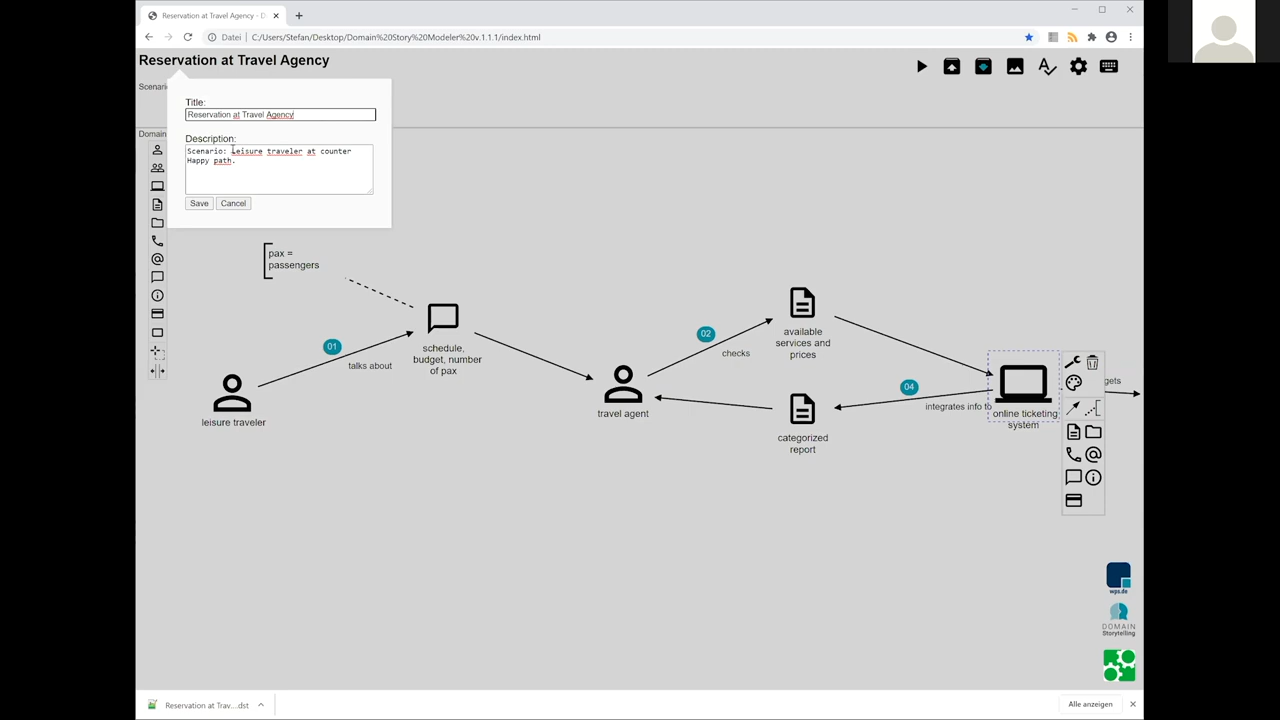 Reservation at Travel Agency - D
Datei
C:/Users/Stefan/Desktop/Domain%20Story%20Modeler%20v.1.1.1/index.html
Reservation at Travel Agency
Scenari
Title:
Reservation at Travel Agency
Description:
Scenario: Leisure traveler at counter
Happy path.
Save
Cancel
Domain
pax =
passengers
01
talks about
schedule,
budget, number
of pax
leisure traveler
02
checks
travel agent
available
services and
prices
categorized
report
04
integrates info to
online ticketing
system
gets
wps.de
DOMAIN
Storytelling
Reservation at Trav....dst
Alle anzeigen